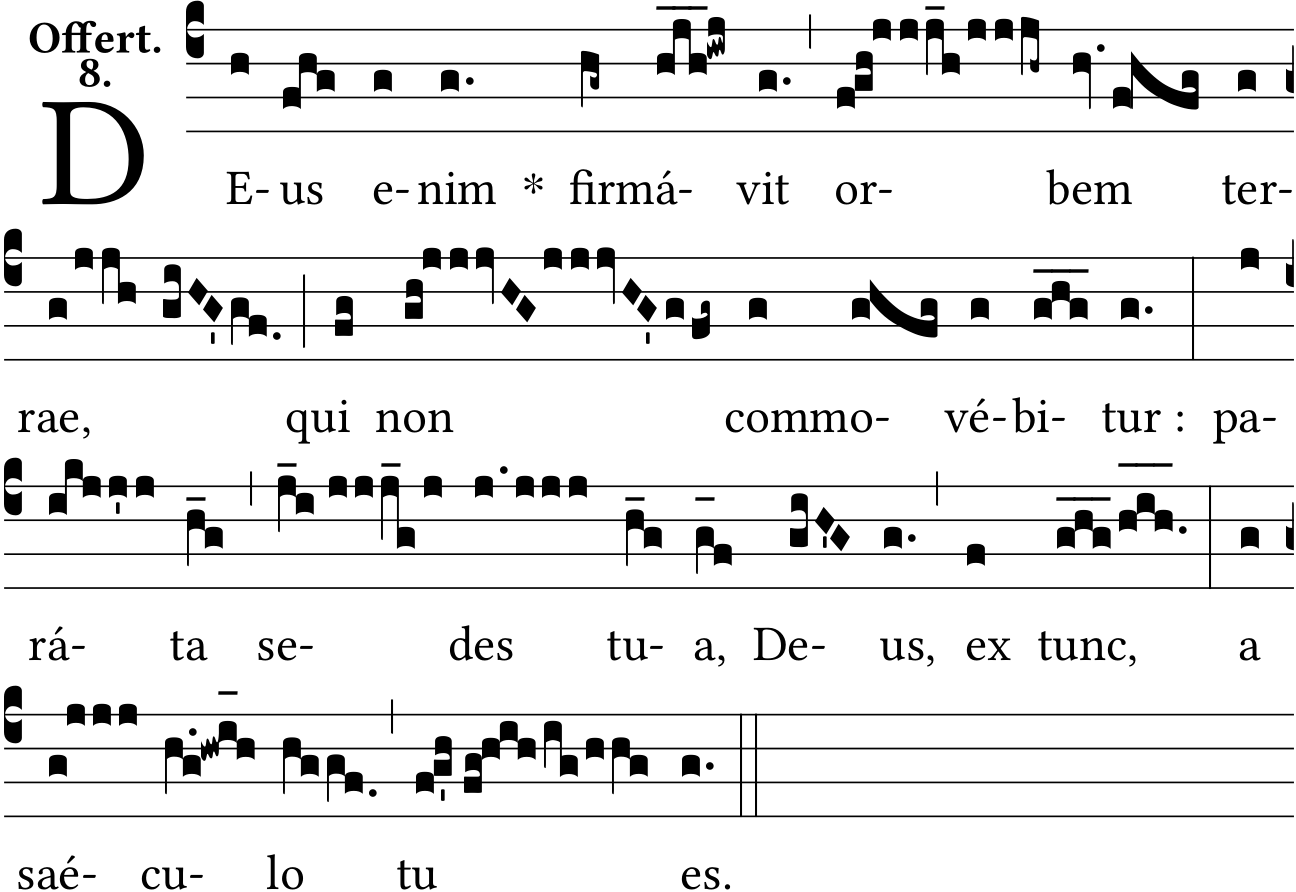 Offert.
8.
DE- us e- nim * firmá- vit or- bem ter-
rae, qui non commo- vé- bi- tur : pa-
rá- ta se- des tu- a, De- us, ex tunc, a
saé- cu- lo tu es.